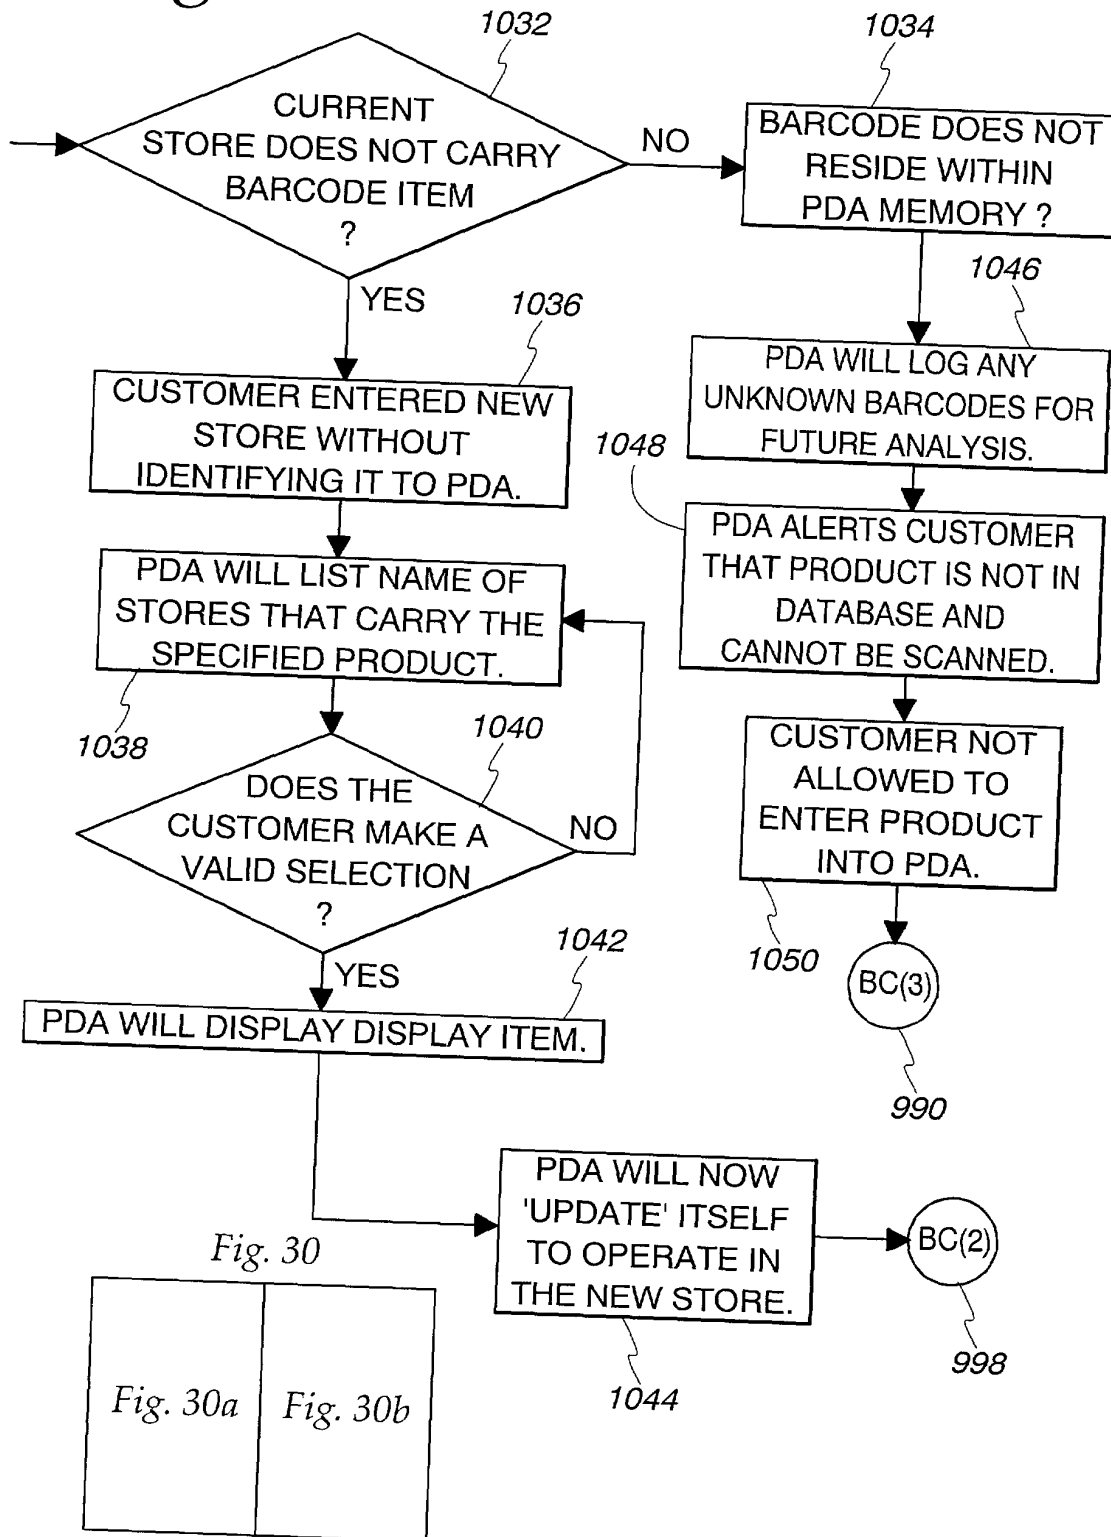 1032
CURRENT
STORE DOES NOT CARRY
BARCODE ITEM
?
NO
YES
1034
BARCODE DOES NOT
RESIDE WITHIN
PDA MEMORY ?
1036
CUSTOMER ENTERED NEW
STORE WITHOUT
IDENTIFYING IT TO PDA.
1046
PDA WILL LOG ANY
UNKNOWN BARCODES FOR
FUTURE ANALYSIS.
1048
PDA ALERTS CUSTOMER
THAT PRODUCT IS NOT IN
DATABASE AND
CANNOT BE SCANNED.
PDA WILL LIST NAME OF
STORES THAT CARRY THE
SPECIFIED PRODUCT.
1038
1040
DOES THE
CUSTOMER MAKE A
VALID SELECTION
?
NO
YES
CUSTOMER NOT
ALLOWED TO
ENTER PRODUCT
INTO PDA.
1050
BC(3)
990
1042
PDA WILL DISPLAY DISPLAY ITEM.
PDA WILL NOW
'UPDATE' ITSELF
TO OPERATE IN
THE NEW STORE.
1044
BC(2)
998
Fig. 30
Fig. 30a
Fig. 30b